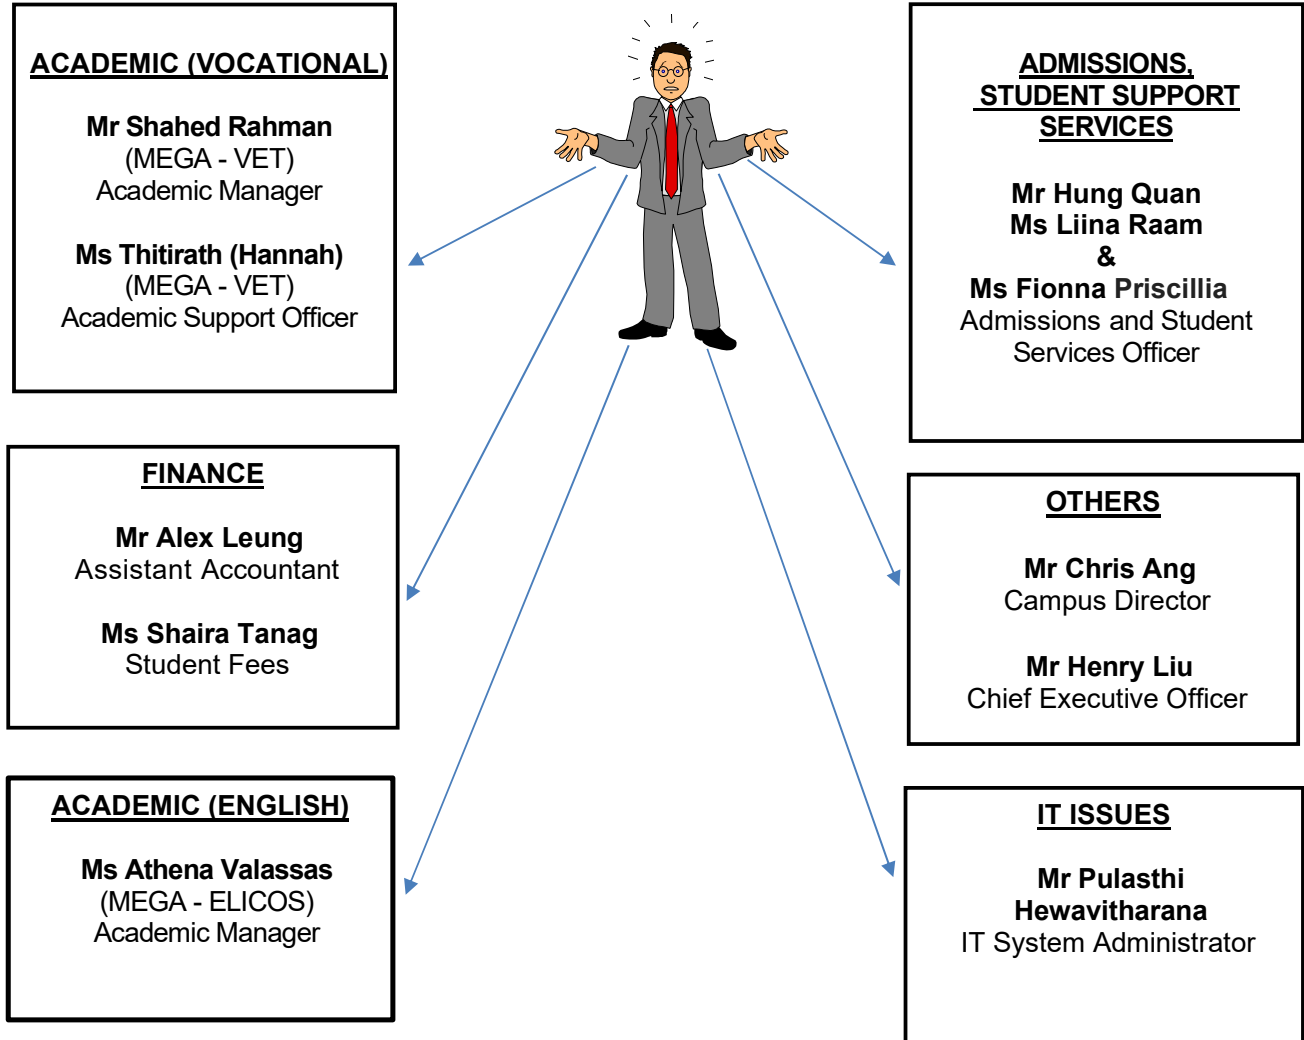 ACADEMIC (VOCATIONAL)
Mr Shahed Rahman
(MEGA - VET)
Academic Manager
Ms Thitirath (Hannah)
(MEGA - VET)
Academic Support Officer
ADMISSIONS,
STUDENT SUPPORT
SERVICES
Mr Hung Quan
Ms Liina Raam
&
Ms Fionna Priscillia
Admissions and Student
Services Officer
FINANCE
Mr Alex Leung
Assistant Accountant
Ms Shaira Tanag
Student Fees
OTHERS
Mr Chris Ang
Campus Director
Mr Henry Liu
Chief Executive Officer
ACADEMIC (ENGLISH)
Ms Athena Valassas
(MEGA - ELICOS)
Academic Manager
IT ISSUES
Mr Pulasthi
Hewavitharana
IT System Administrator